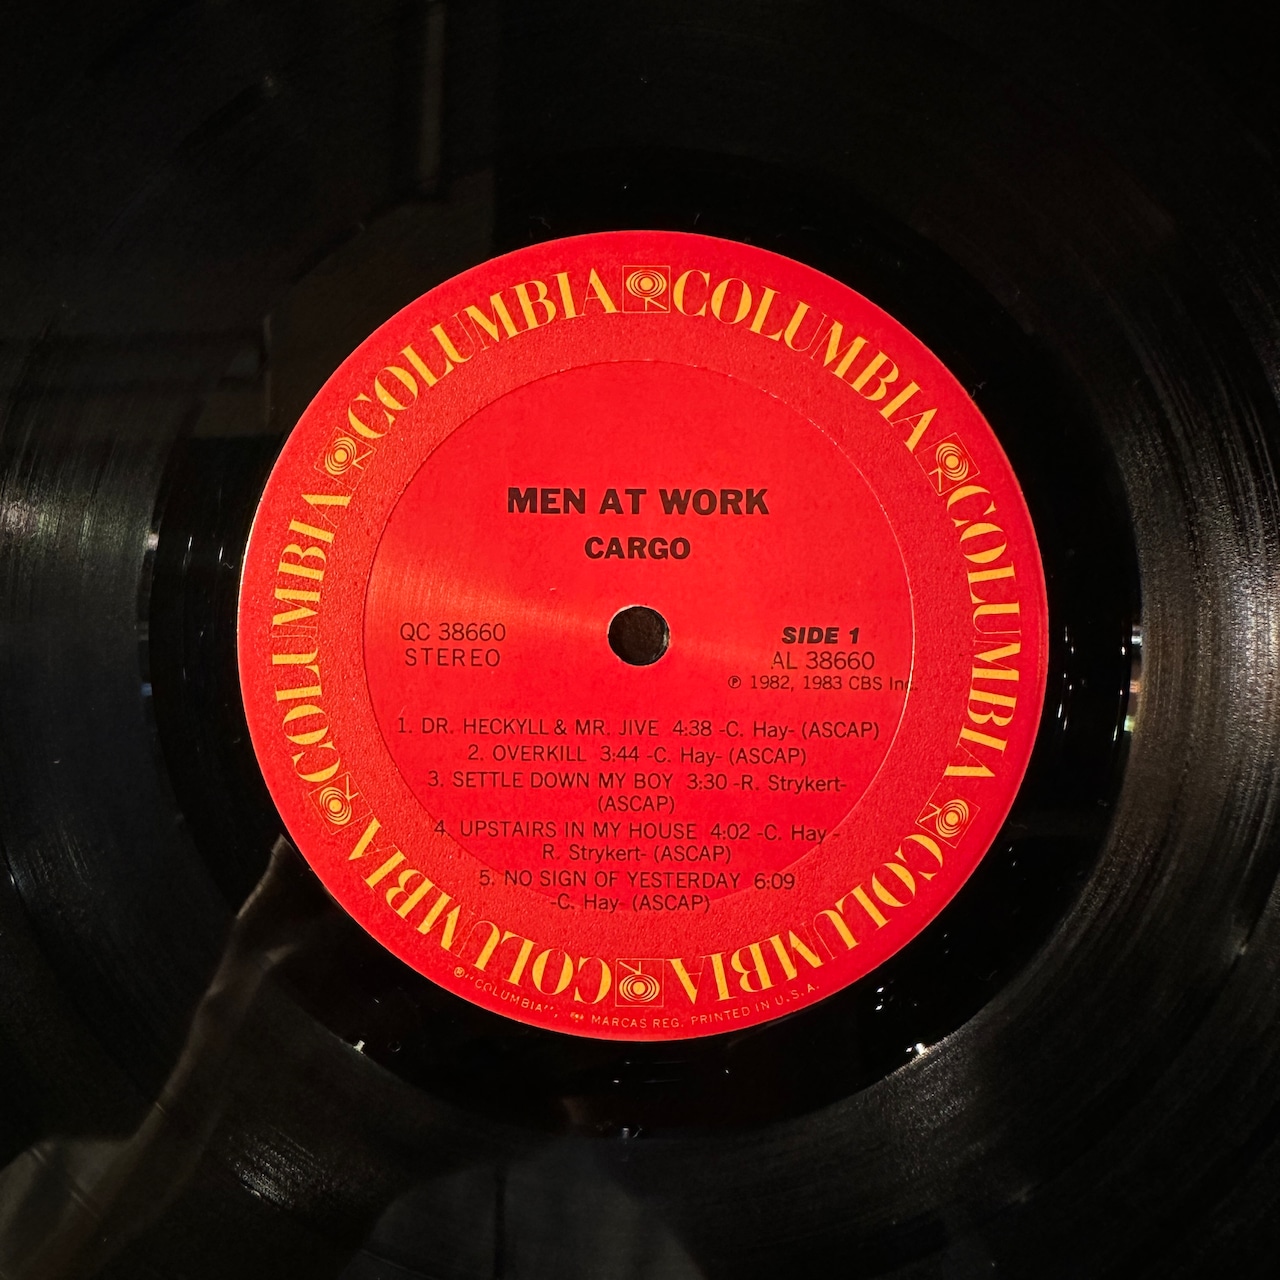 COLUMBIA COLUMBIA COLUMBIA COLUMBIA COLUMBIA COLUMBIA
MEN AT WORK
CARGO
QC 38660
STEREO
SIDE 1
AL 38660
℗ 1982, 1983 CBS Inc.
1. DR. HECKYLL & MR. JIVE 4:38 -C. Hay- (ASCAP)
2. OVERKILL 3:44 -C. Hay- (ASCAP)
3. SETTLE DOWN MY BOY 3:30 -R. Strykert-
(ASCAP)
4. UPSTAIRS IN MY HOUSE 4:02 -C. Hay -
R. Strykert- (ASCAP)
5. NO SIGN OF YESTERDAY 6:09
-C. Hay- (ASCAP)
® "COLUMBIA", MARCAS REG. PRINTED IN U.S.A.